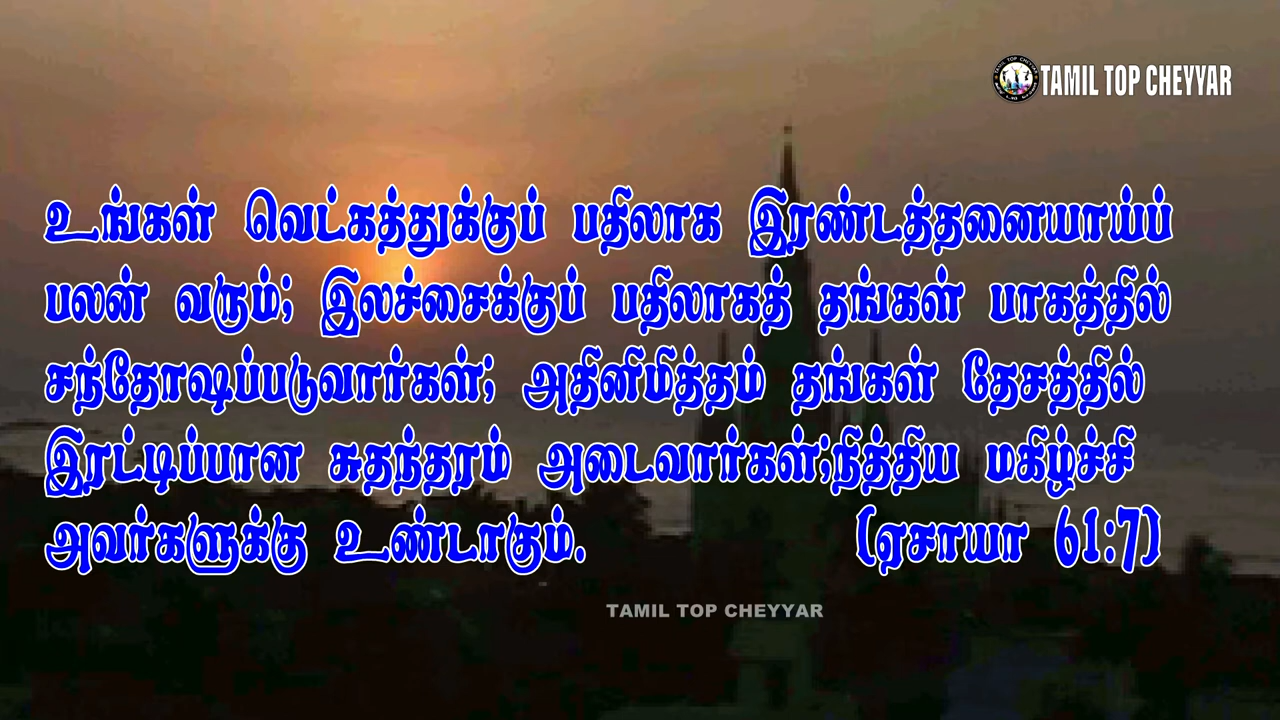 TAMIL TOP CHEYYAR
உங்கள் வெட்கத்துக்குப் பதிலாக இரண்டத்தனையாய்ப்
பலன் வரும்; இலச்சைக்குப் பதிலாகத் தங்கள் பாகத்தில்
சந்தோஷப்படுவார்கள்; அதினிமித்தம் தங்கள் தேசத்தில்
இரட்டிப்பான சுதந்தரம் அடைவார்கள்;நித்திய மகிழ்ச்சி
அவர்களுக்கு உண்டாகும். (ஏசாயா 61:7)
TAMIL TOP CHEYYAR